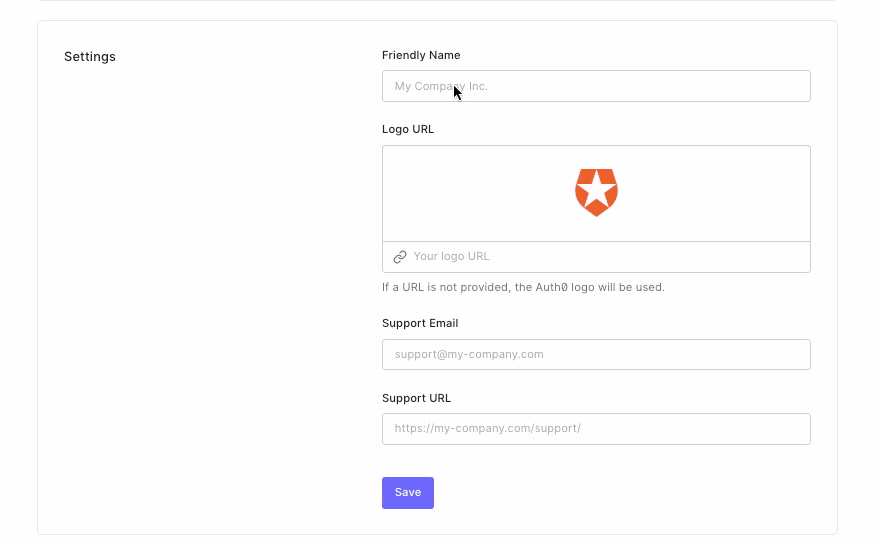 Settings
Friendly Name
My Company Inc.
Logo URL
Your logo URL
If a URL is not provided, the Auth0 logo will be used.
Support Email
support@my-company.com
Support URL
https://my-company.com/support/
Save